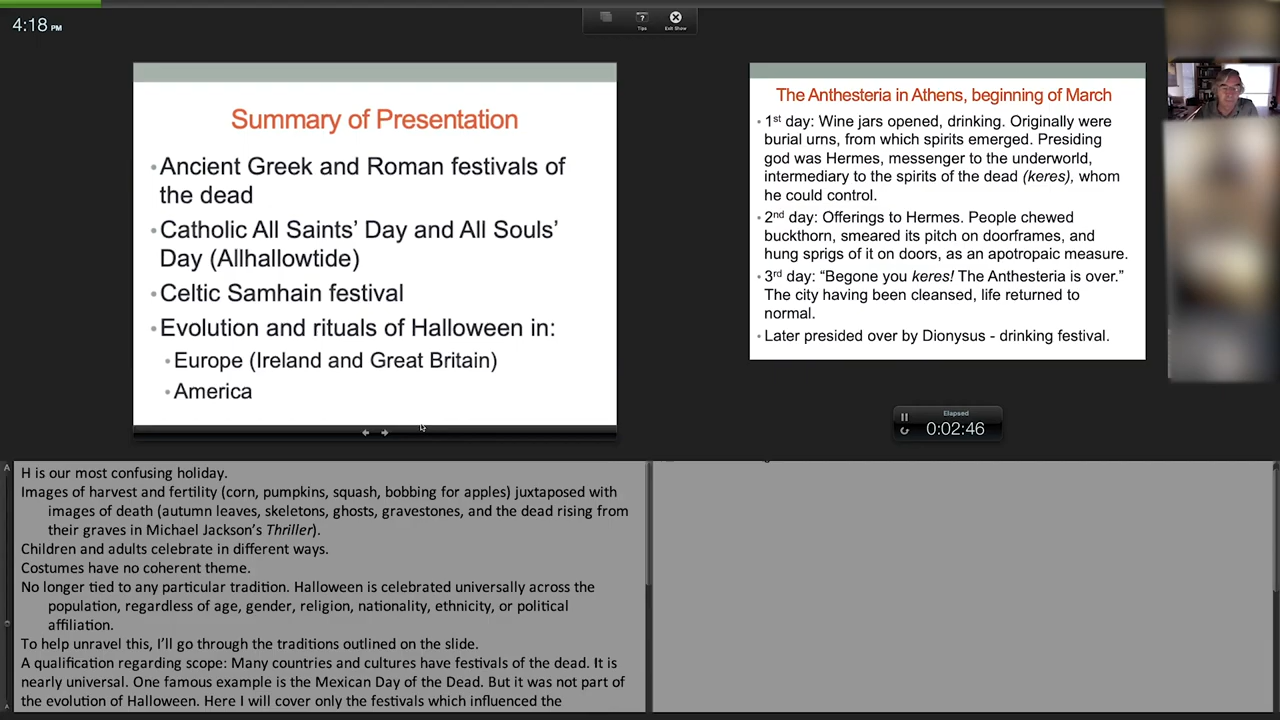 4:18 PM
Tips
Exit Show
Summary of Presentation
•Ancient Greek and Roman festivals of
the dead
•Catholic All Saints’ Day and All Souls’
Day (Allhallowtide)
•Celtic Samhain festival
•Evolution and rituals of Halloween in:
•Europe (Ireland and Great Britain)
•America
The Anthesteria in Athens, beginning of March
•1st day: Wine jars opened, drinking. Originally were
burial urns, from which spirits emerged. Presiding
god was Hermes, messenger to the underworld,
intermediary to the spirits of the dead (keres), whom
he could control.
•2nd day: Offerings to Hermes. People chewed
buckthorn, smeared its pitch on doorframes, and
hung sprigs of it on doors, as an apotropaic measure.
•3rd day: “Begone you keres! The Anthesteria is over.”
The city having been cleansed, life returned to
normal.
•Later presided over by Dionysus - drinking festival.
Elapsed
0:02:46
H is our most confusing holiday.
Images of harvest and fertility (corn, pumpkins, squash, bobbing for apples) juxtaposed with
images of death (autumn leaves, skeletons, ghosts, gravestones, and the dead rising from
their graves in Michael Jackson’s Thriller).
Children and adults celebrate in different ways.
Costumes have no coherent theme.
No longer tied to any particular tradition. Halloween is celebrated universally across the
population, regardless of age, gender, religion, nationality, ethnicity, or political
affiliation.
To help unravel this, I’ll go through the traditions outlined on the slide.
A qualification regarding scope: Many countries and cultures have festivals of the dead. It is
nearly universal. One famous example is the Mexican Day of the Dead. But it was not part of
the evolution of Halloween. Here I will cover only the festivals which influenced the